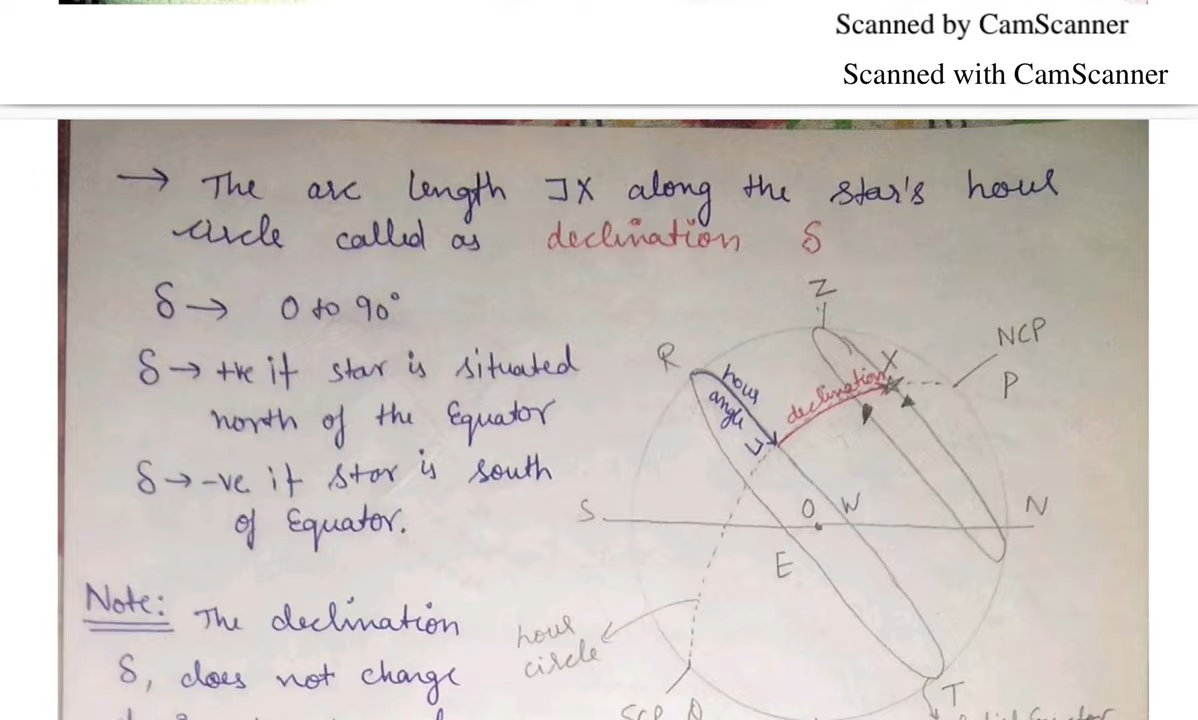 Scanned by CamScanner
Scanned with CamScanner
→ The arc length JX along the star's hour
circle called as declination δ
δ → 0 to 90°
δ → +ve if star is situated
north of the Equator
δ → -ve if star is south
of Equator.
Note: The declination
δ, does not change
Z
NCP
P
R
X
hour
angle
declination
J
S
O
W
N
E
hour
circle
T
SCP Q